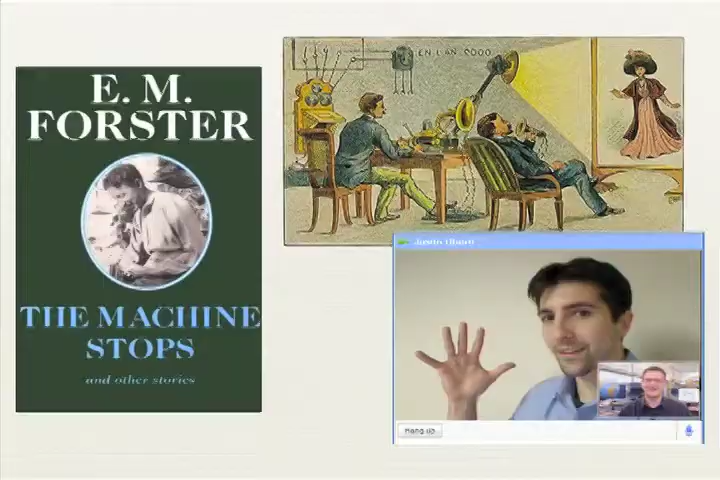 E. M.
FORSTER
THE MACHINE
STOPS
and other stories
EN L'AN 2000
Hang up